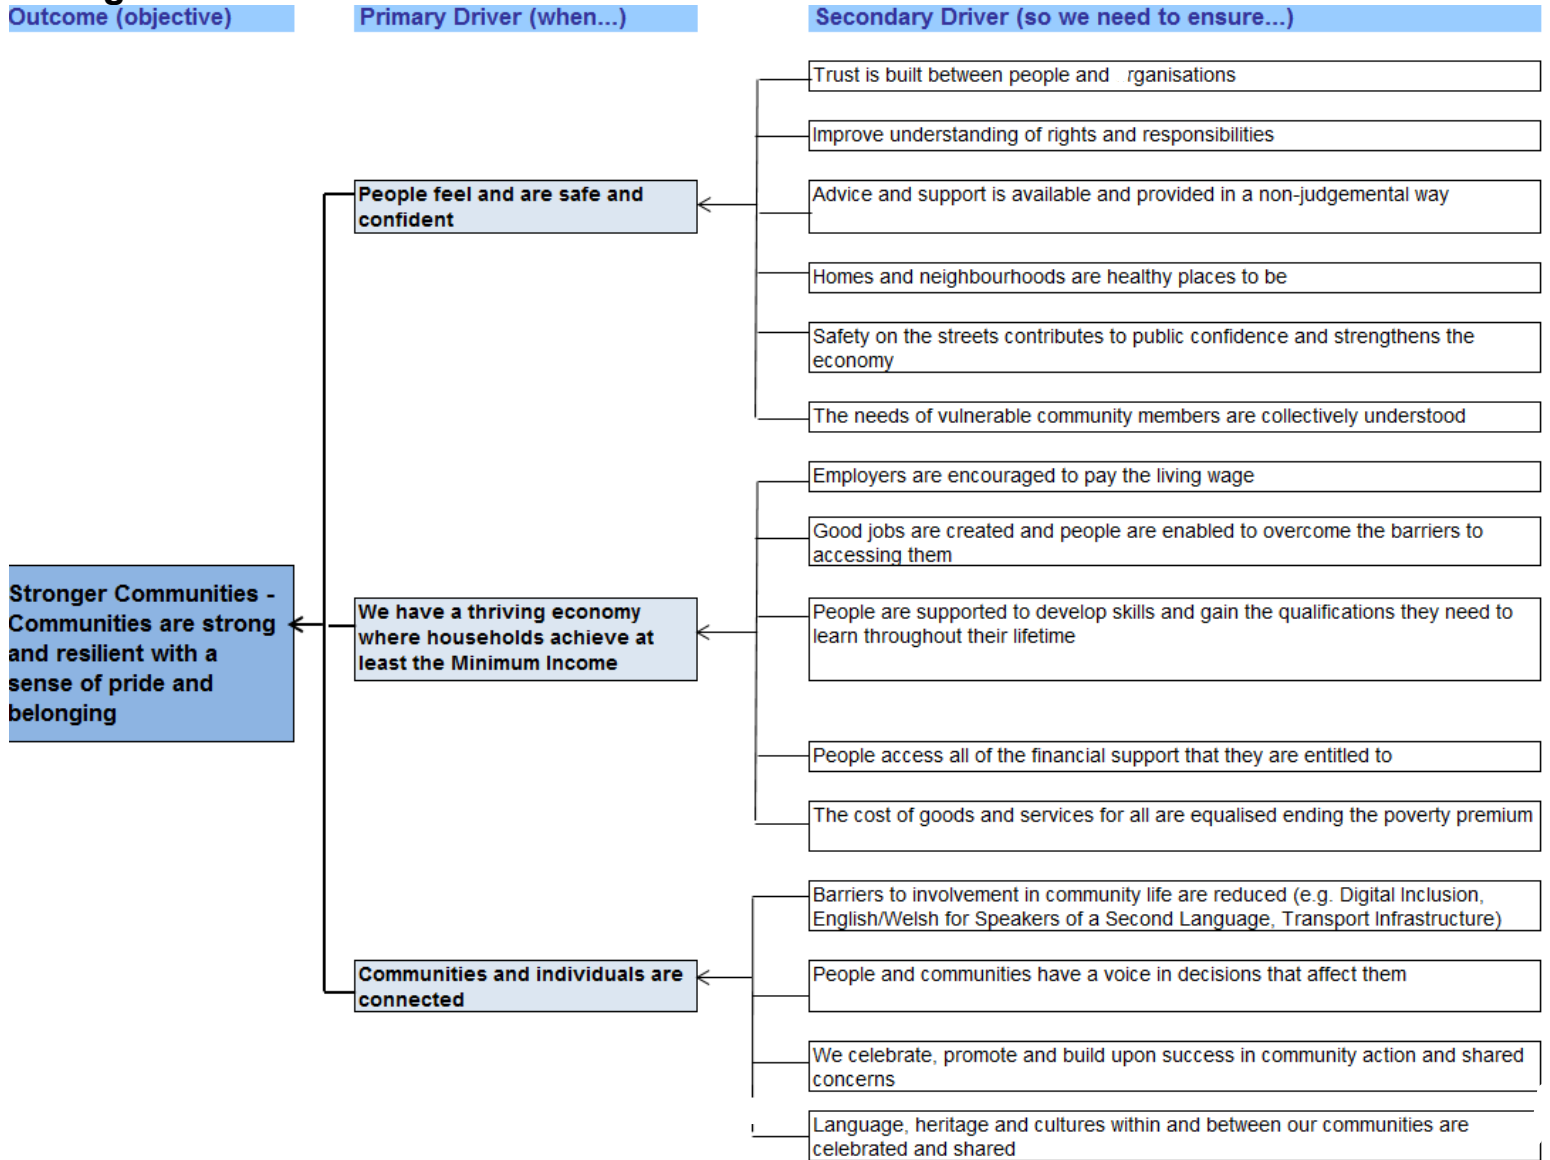 Outcome (objective)
Primary Driver (when...)
Secondary Driver (so we need to ensure...)
Trust is built between people and rganisations
Improve understanding of rights and responsibilities
People feel and are safe and
confident
Advice and support is available and provided in a non-judgemental way
Homes and neighbourhoods are healthy places to be
Safety on the streets contributes to public confidence and strengthens the
economy
The needs of vulnerable community members are collectively understood
Employers are encouraged to pay the living wage
Good jobs are created and people are enabled to overcome the barriers to
accessing them
Stronger Communities -
Communities are strong
and resilient with a
sense of pride and
belonging
We have a thriving economy
where households achieve at
least the Minimum Income
People are supported to develop skills and gain the qualifications they need to
learn throughout their lifetime
People access all of the financial support that they are entitled to
The cost of goods and services for all are equalised ending the poverty premium
Barriers to involvement in community life are reduced (e.g. Digital Inclusion,
English/Welsh for Speakers of a Second Language, Transport Infrastructure)
Communities and individuals are
connected
People and communities have a voice in decisions that affect them
We celebrate, promote and build upon success in community action and shared
concerns
Language, heritage and cultures within and between our communities are
celebrated and shared